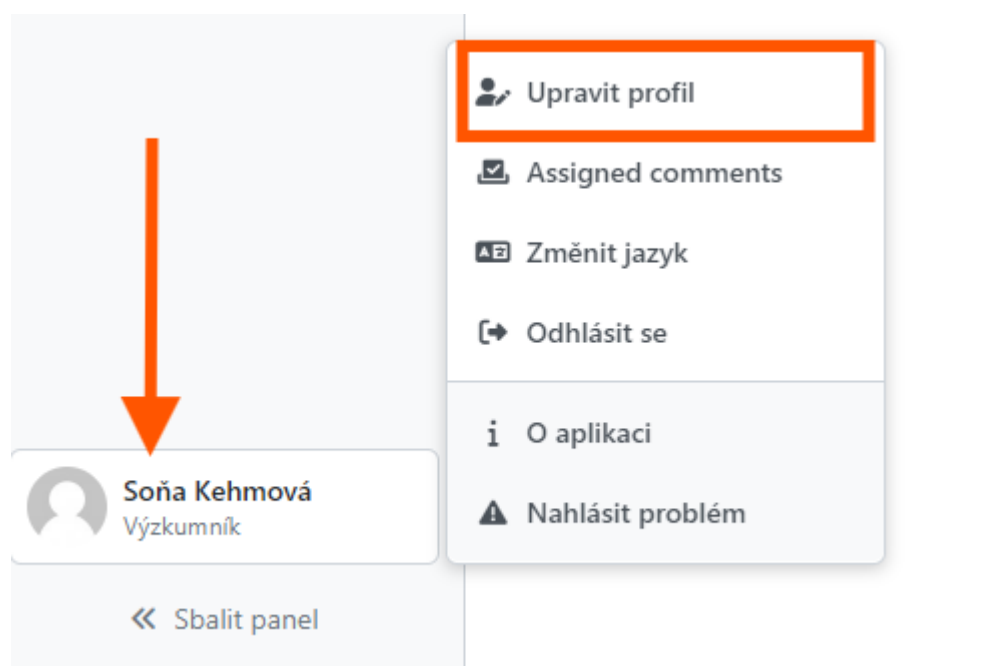 Upravit profil
Assigned comments
Změnit jazyk
Odhlásit se
O aplikaci
Nahlásit problém
Soňa Kehmová
Výzkumník
Sbalit panel